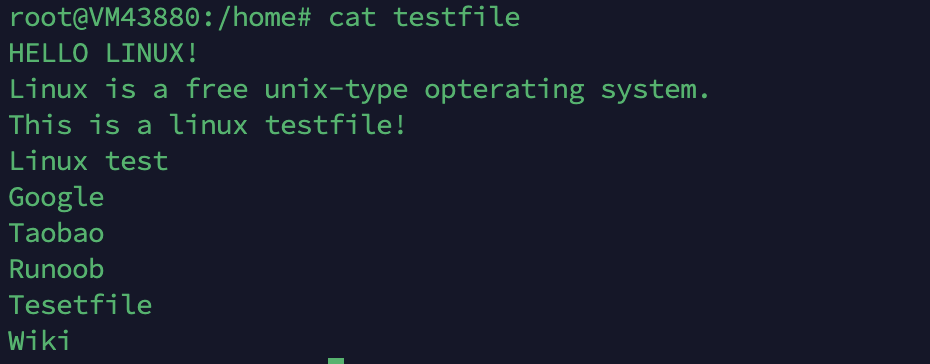 root@VM43880:/home# cat testfile
HELLO LINUX!
Linux is a free unix-type opterating system.
This is a linux testfile!
Linux test
Google
Taobao
Runoob
Tesetfile
Wiki